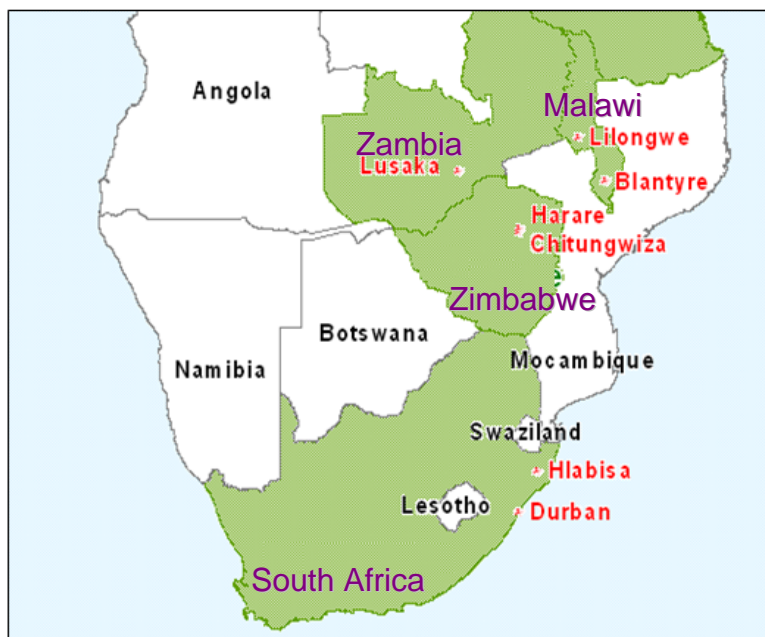 Angola
Malawi
Zambia
Lilongwe
Lusaka
Blantyre
Harare
Chitungwiza
Zimbabwe
Botswana
Mocambique
Namibia
Swaziland
Hlabisa
Lesotho
Durban
South Africa